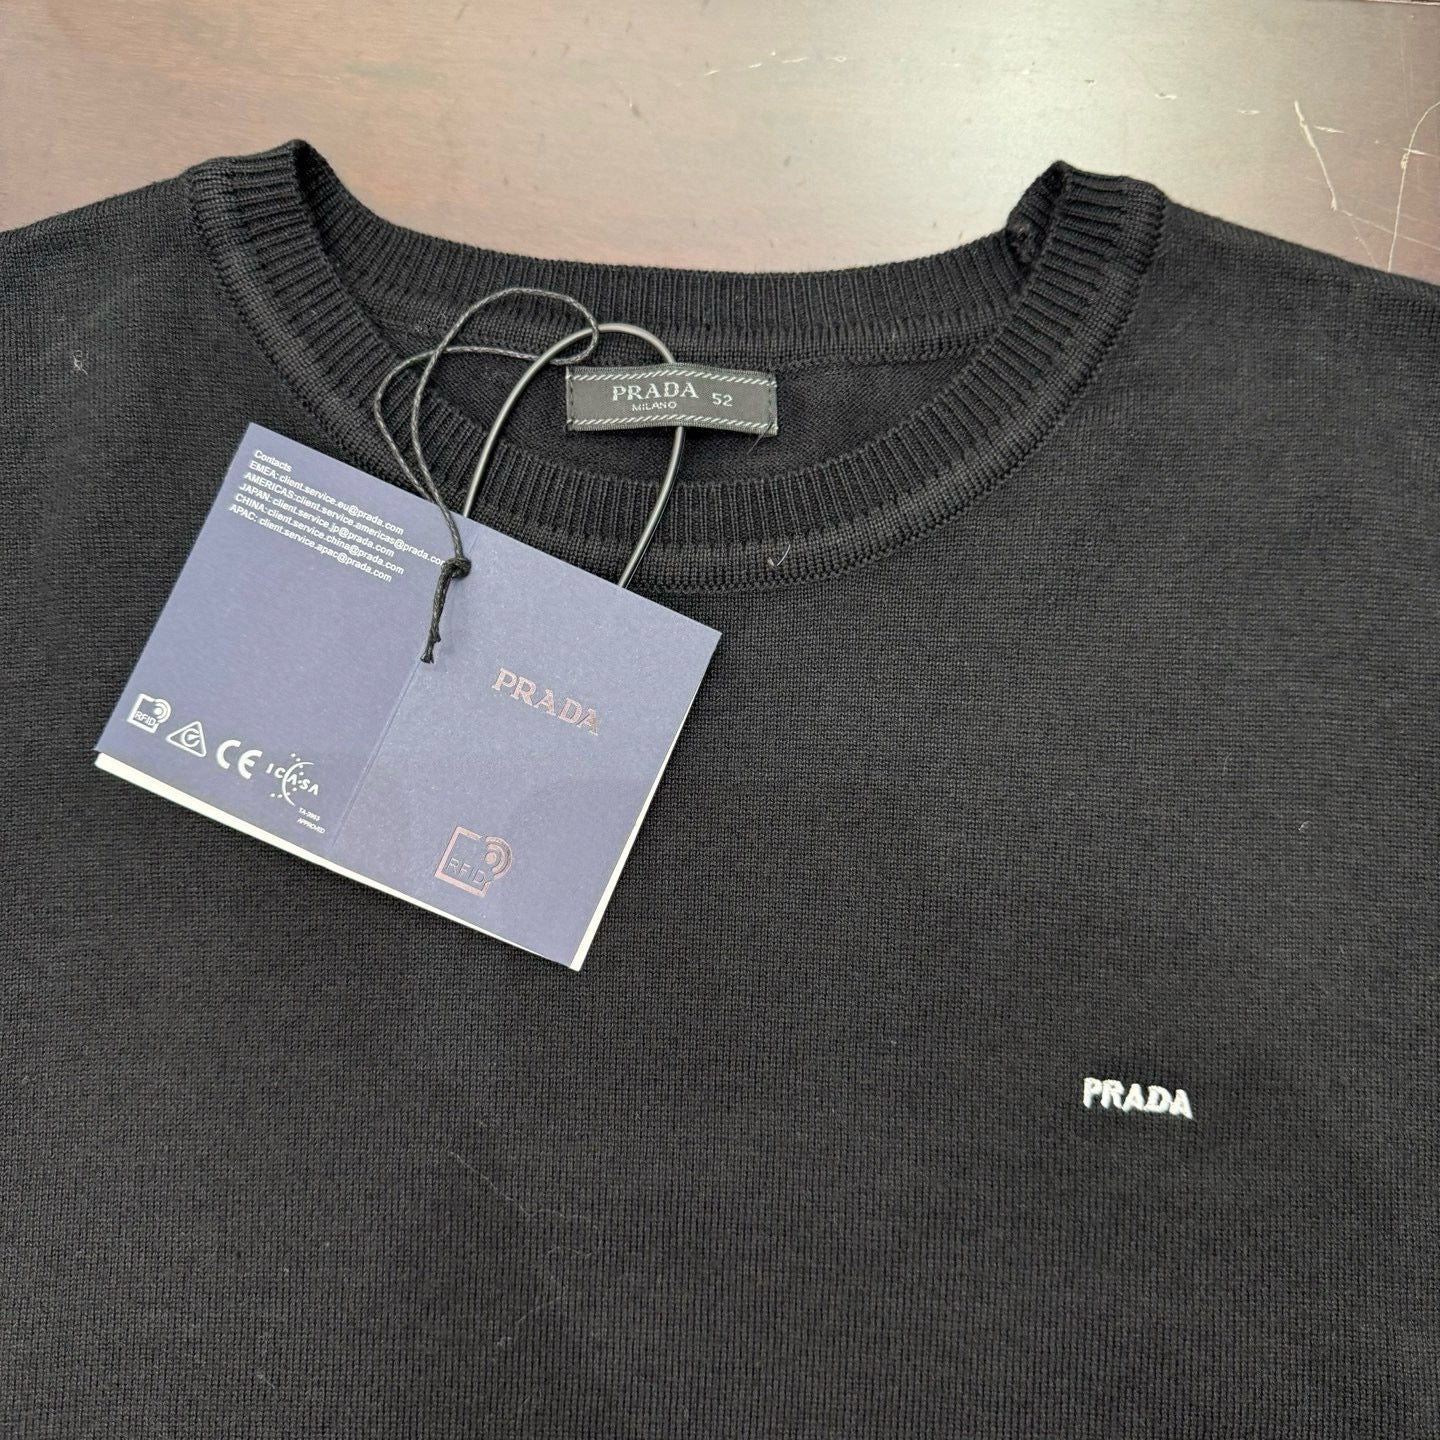 PRADA
MILANO
52
Contacts
EMEA: client.service.eu@prada.com
AMERICAS:client.service.americas@prada.co
JAPAN: client.service.jp@prada.com
CHINA: client.service.china@prada.com
APAC: client.service.apac@prada.com
PRADA
RFID
CE
ICASA
APPROVED
RFID
PRADA